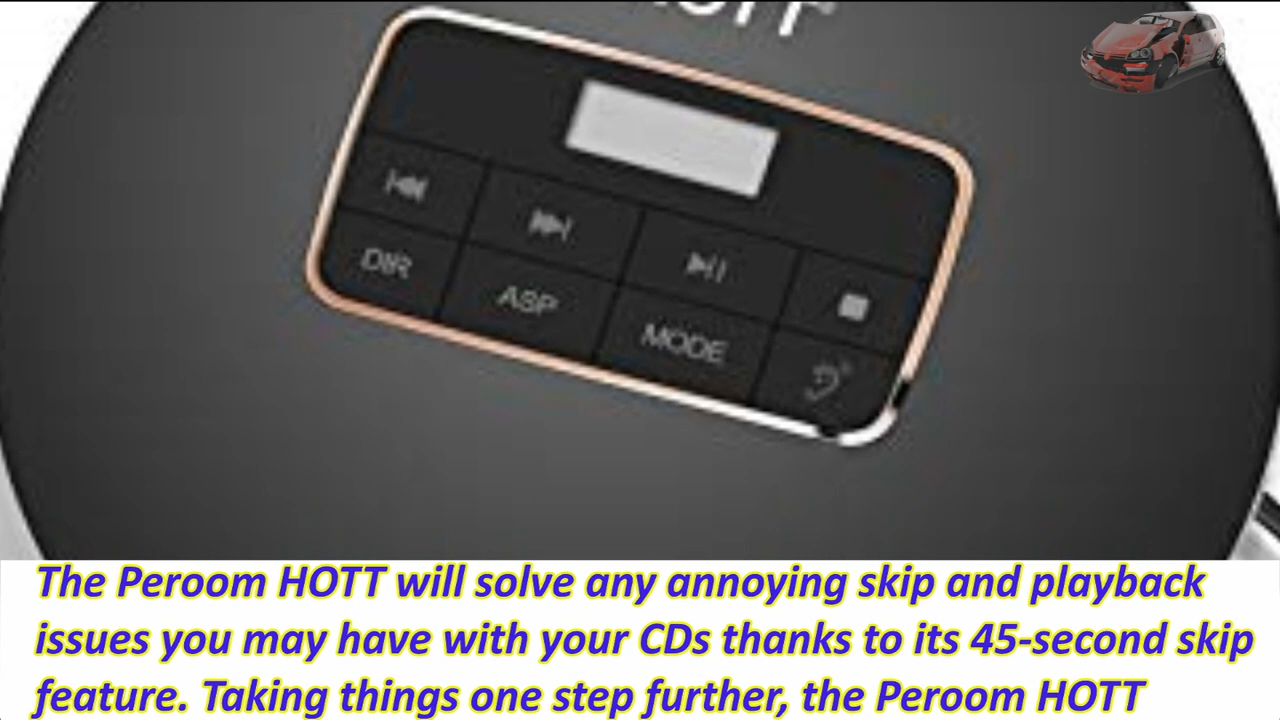 HOTT
DIR
ASP
MODE
The Peroom HOTT will solve any annoying skip and playback
issues you may have with your CDs thanks to its 45-second skip
feature. Taking things one step further, the Peroom HOTT